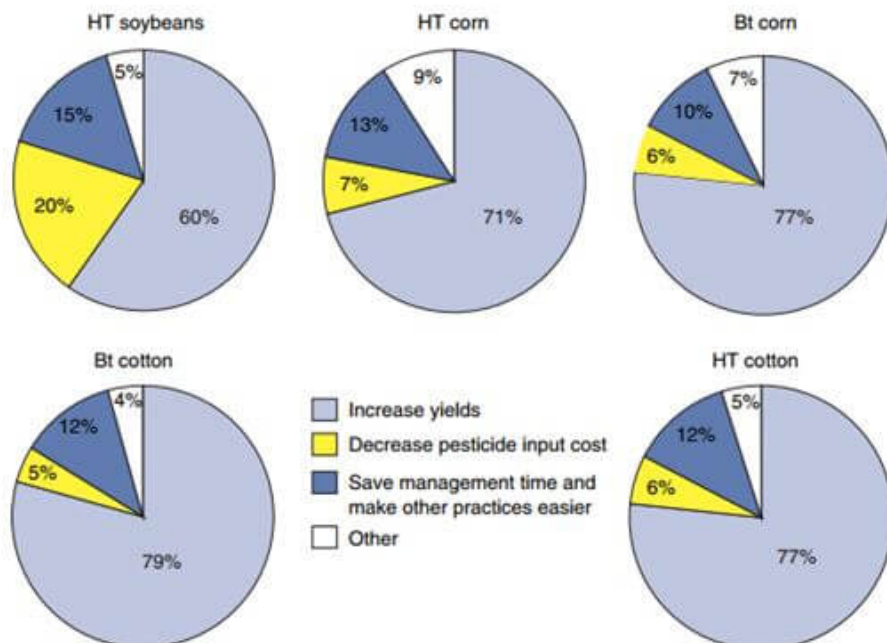 HT soybeans
5%
15%
20%
60%
HT corn
9%
13%
7%
71%
Bt corn
7%
10%
6%
77%
Bt cotton
4%
12%
5%
79%
Increase yields
Decrease pesticide input cost
Save management time and
make other practices easier
Other
HT cotton
5%
12%
6%
77%